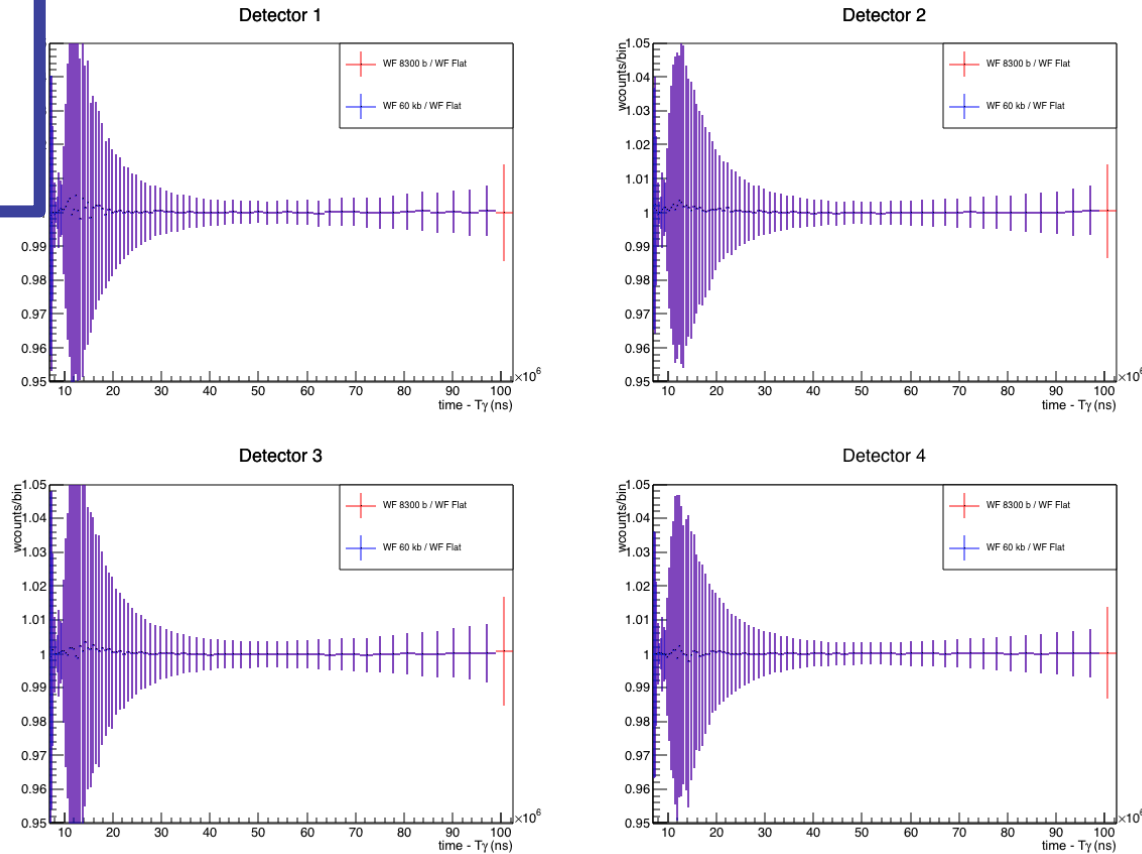 Detector 1
WF 8300 b / WF Flat
WF 60 kb / WF Flat
0.99
0.98
0.97
0.96
0.95
10 20 30 40 50 60 70 80 90 100
×10⁶
time - Tγ (ns)
Detector 2
wcounts/bin
WF 8300 b / WF Flat
WF 60 kb / WF Flat
1.05
1.04
1.03
1.02
1.01
1
0.99
0.98
0.97
0.96
0.95
10 20 30 40 50 60 70 80 90 100
×10⁶
time - Tγ (ns)
Detector 3
wcounts/bin
WF 8300 b / WF Flat
WF 60 kb / WF Flat
1.05
1.04
1.03
1.02
1.01
1
0.99
0.98
0.97
0.96
0.95
10 20 30 40 50 60 70 80 90 100
×10⁶
time - Tγ (ns)
Detector 4
wcounts/bin
WF 8300 b / WF Flat
WF 60 kb / WF Flat
1.05
1.04
1.03
1.02
1.01
1
0.99
0.98
0.97
0.96
0.95
10 20 30 40 50 60 70 80 90 100
×10⁶
time - Tγ (ns)